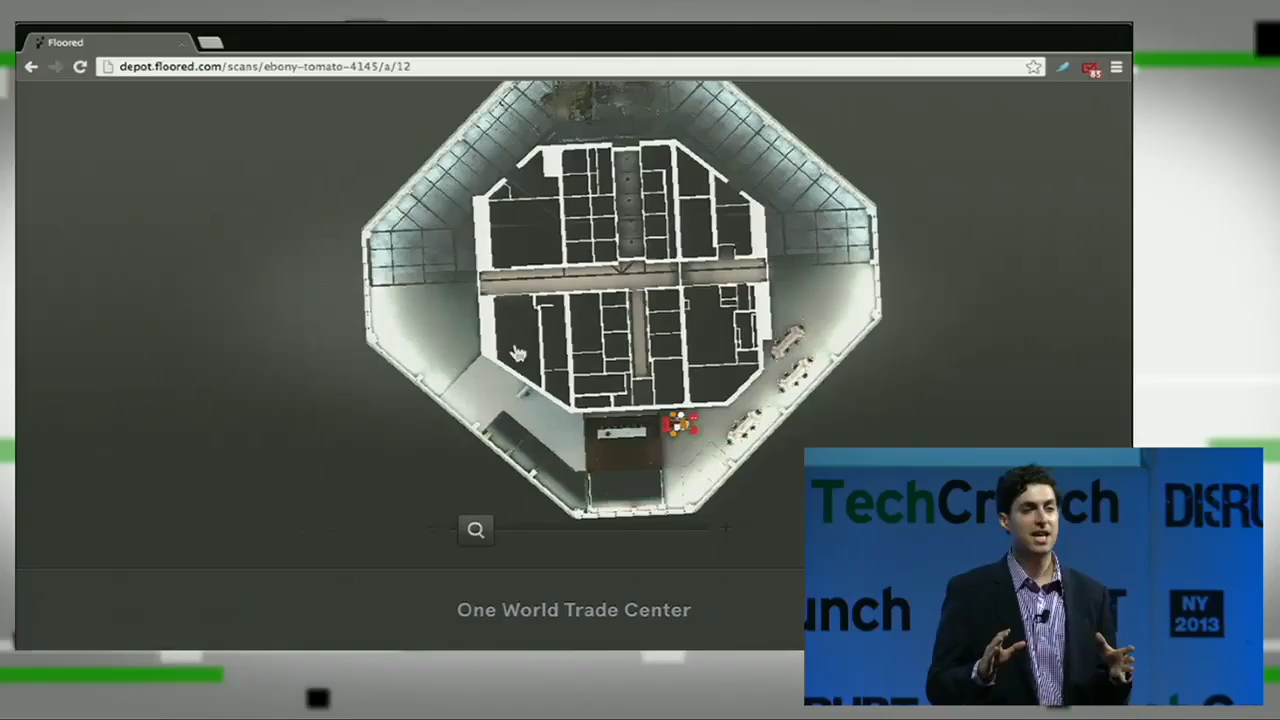 Floored
depot.floored.com/scans/ebony-tomato-4145/a/12
One World Trade Center
TechCrunch
DISRU
unch
NY
2013